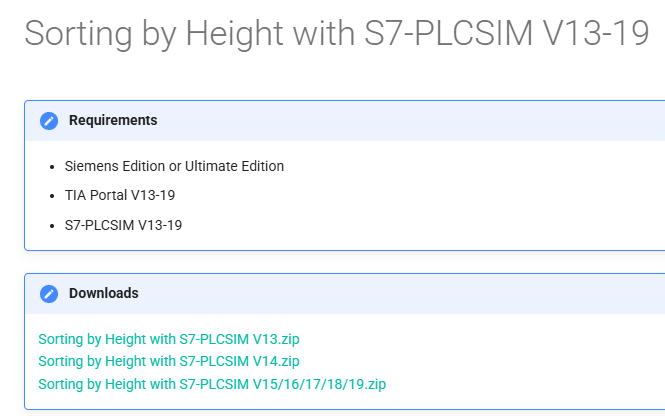 Sorting by Height with S7-PLCSIM V13-19
Requirements
Siemens Edition or Ultimate Edition
TIA Portal V13-19
S7-PLCSIM V13-19
Downloads
Sorting by Height with S7-PLCSIM V13.zip
Sorting by Height with S7-PLCSIM V14.zip
Sorting by Height with S7-PLCSIM V15/16/17/18/19.zip